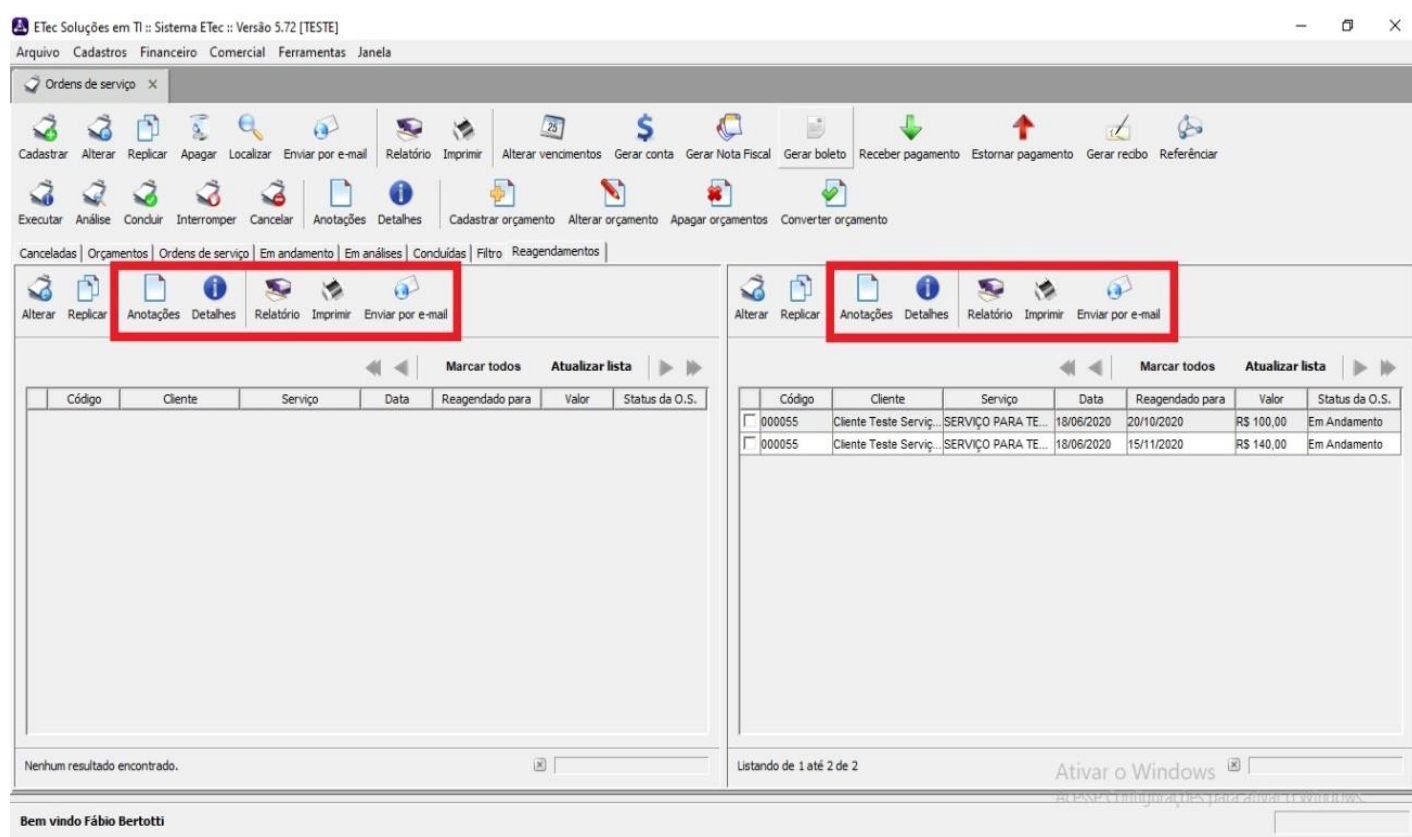 ETec Soluções em TI :: Sistema ETec :: Versão 5.72 [TESTE]
Arquivo Cadastros Financeiro Comercial Ferramentas Janela
Ordens de serviço
Cadastrar Alterar Replicar Apagar Localizar Enviar por e-mail Relatório Imprimir Alterar vencimentos Gerar conta Gerar Nota Fiscal Gerar boleto Receber pagamento Estornar pagamento Gerar recibo Referênciar
Executar Análise Concluir Interromper Cancelar Anotações Detalhes Cadastrar orçamento Alterar orçamento Apagar orçamentos Converter orçamento
Canceladas Orçamentos Ordens de serviço Em andamento Em análises Concluídas Filtro Reagendamentos
Alterar Replicar Anotações Detalhes Relatório Imprimir Enviar por e-mail
Marcar todos Atualizar lista
Código Cliente Serviço Data Reagendado para Valor Status da O.S.
Nenhum resultado encontrado.
Alterar Replicar Anotações Detalhes Relatório Imprimir Enviar por e-mail
Marcar todos Atualizar lista
Código Cliente Serviço Data Reagendado para Valor Status da O.S.
000055 Cliente Teste Serviç... SERVIÇO PARA TE... 18/06/2020 20/10/2020 R$ 100,00 Em Andamento
000055 Cliente Teste Serviç... SERVIÇO PARA TE... 18/06/2020 15/11/2020 R$ 140,00 Em Andamento
Listando de 1 até 2 de 2
Ativar o Windows
Bem vindo Fábio Bertotti